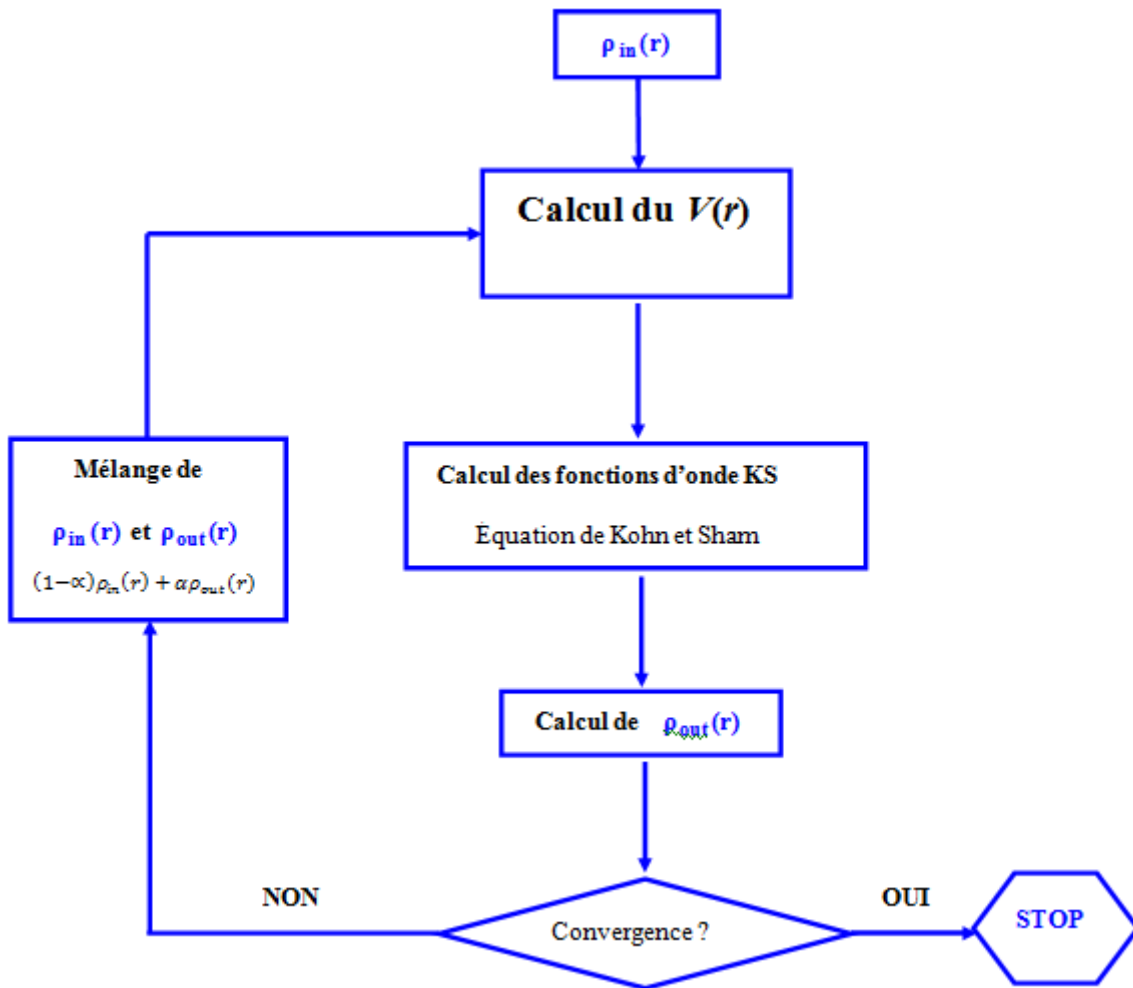 ρ in (r)
Calcul du V(r)
Mélange de
ρin (r) et ρout(r)
(1−∝)ρin(r) + αρout(r)
Calcul des fonctions d’onde KS
Équation de Kohn et Sham
Calcul de ρout(r)
NON
OUI
Convergence ?
STOP